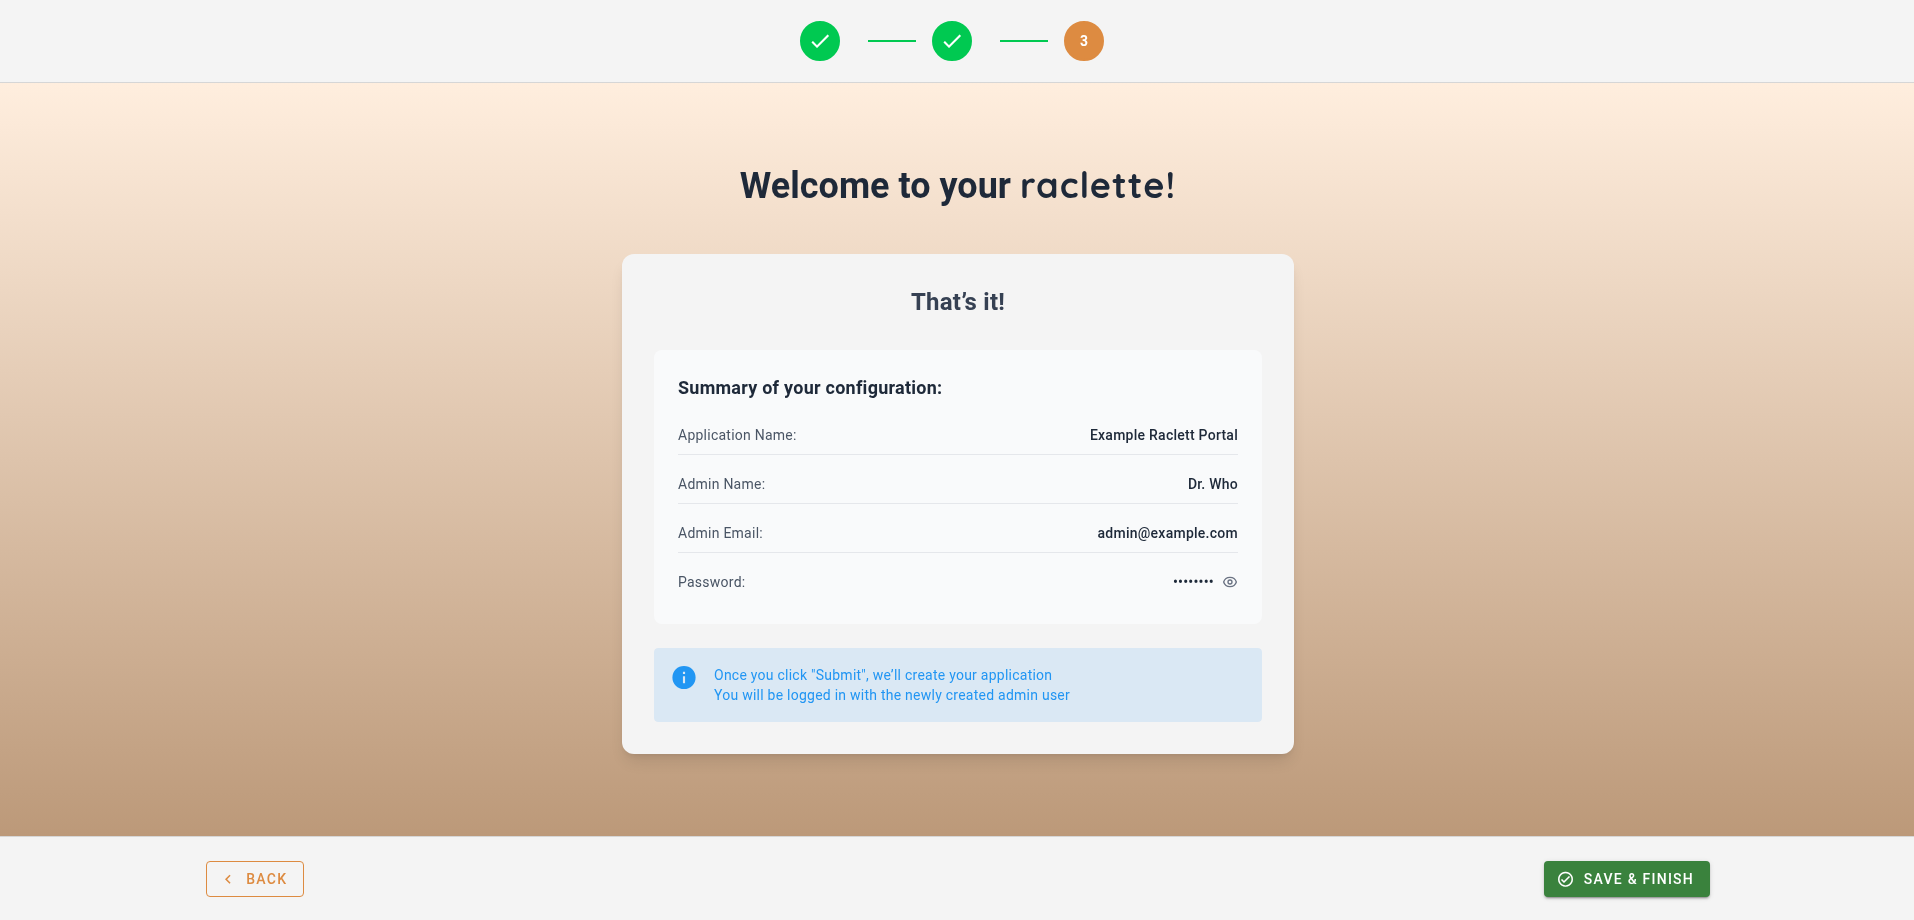 3
Welcome to your raclette!
That’s it!
Summary of your configuration:
Application Name: Example Raclett Portal
Admin Name: Dr. Who
Admin Email: admin@example.com
Password: ••••••••
Once you click "Submit", we’ll create your application
You will be logged in with the newly created admin user
BACK
SAVE & FINISH